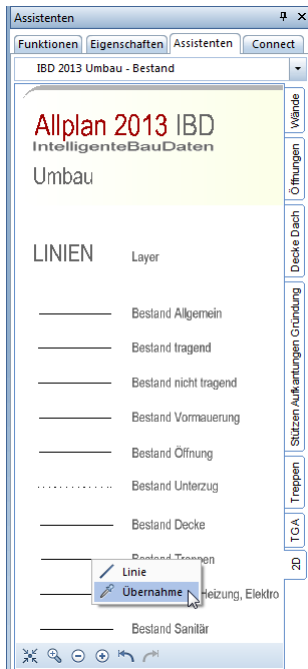 Assistenten
Funktionen Eigenschaften Assistenten Connect
IBD 2013 Umbau - Bestand
Allplan 2013 IBD
IntelligenteBauDaten
Umbau
LINIEN Layer
Bestand Allgemein
Bestand tragend
Bestand nicht tragend
Bestand Vormauerung
Bestand Öffnung
Bestand Unterzug
Bestand Decke
Bestand Treppen
Linie
Übernahme
Heizung, Elektro
Bestand Sanitär
Wände
Öffnungen
Decke Dach
Stützen Aufkantungen Gründung
Treppen
TGA
2D